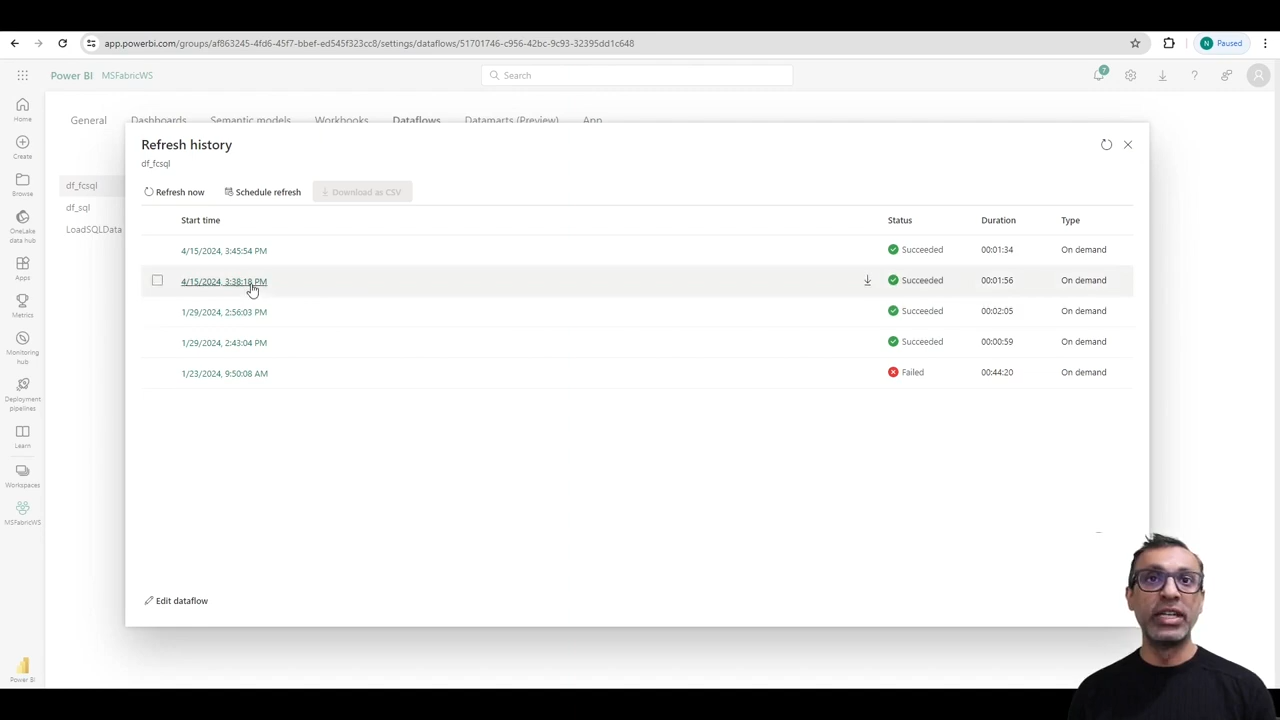 app.powerbi.com/groups/af863245-4fd6-45f7-bbef-ed545f323cc8/settings/dataflows/51701746-c956-42bc-9c93-32395dd1c648
N Paused
Power BI MSFabricWS
Search
7
Home
Create
Browse
OneLake data hub
Apps
Metrics
Monitoring hub
Deployment pipelines
Learn
Workspaces
MSFabricWS
Power BI
General Dashboards Semantic models Workbooks Dataflows Datamarts (Preview) App
df_fcsql
df_sql
LoadSQLData
Refresh history
df_fcsql
Refresh now Schedule refresh Download as CSV
Start time Status Duration Type
4/15/2024, 3:45:54 PM Succeeded 00:01:34 On demand
4/15/2024, 3:38:18 PM Succeeded 00:01:56 On demand
1/29/2024, 2:56:03 PM Succeeded 00:02:05 On demand
1/29/2024, 2:43:04 PM Succeeded 00:00:59 On demand
1/23/2024, 9:50:08 AM Failed 00:44:20 On demand
Edit dataflow